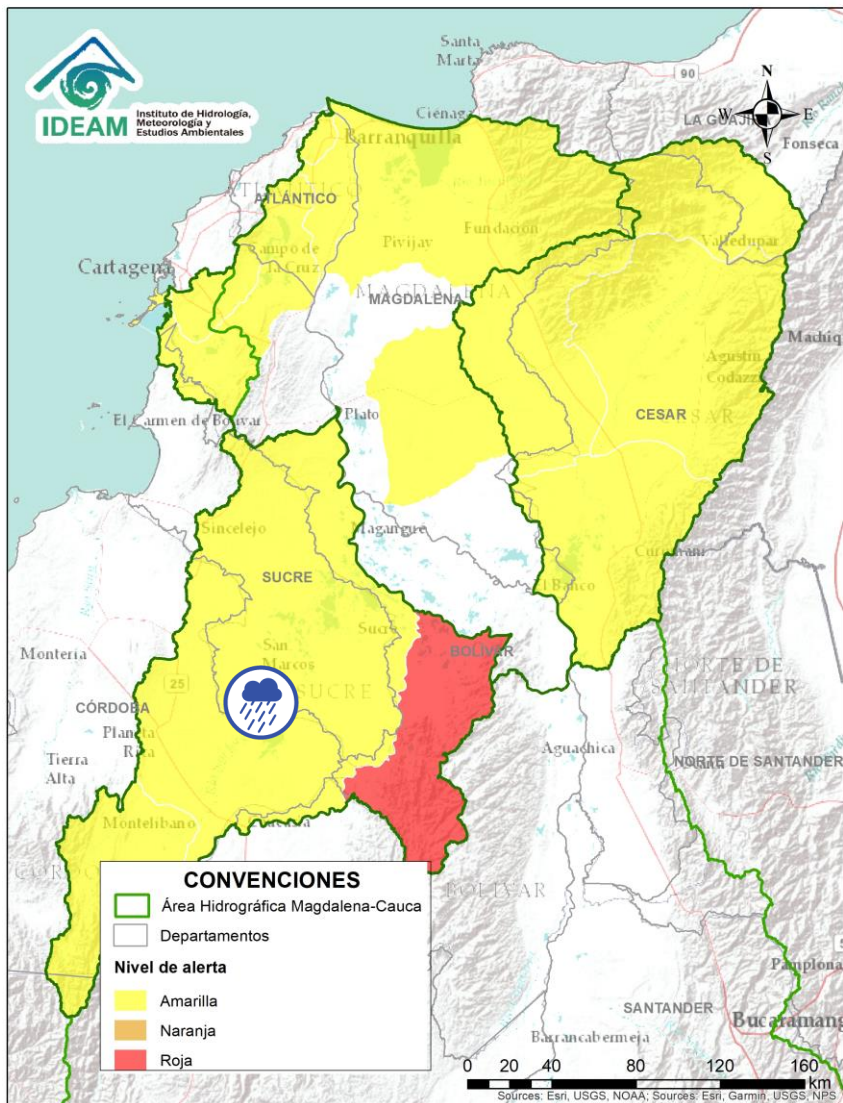 IDEAM
Instituto de Hidrología,
Meteorología y
Estudios Ambientales
Santa
Marta
90
N
W
E
S
LA GUAJI
Ciénaga
Fonseca
Barranquilla
ATLÁNTICO
Valledupar
Campo de
la Cruz
Pivijay
Fundación
Cartagena
MAGDALENA
Machiq
Agustín
Codazzi
El Carmen de Bolívar
Plato
CESAR
Sincelejo
Magangue
SUCRE
El Banco
San
Marcos
Sucre
BOLÍVAR
Montería
25
SUCRE
NORTE DE
SANTANDER
CÓRDOBA
Planeta
Rica
Tierra
Alta
Aguachica
NORTE DE SANTANDER
Montelíbano
BOLÍVAR
CONVENCIONES
Área Hidrográfica Magdalena-Cauca
Departamentos
Nivel de alerta
Amarilla
Naranja
Roja
Pamplona
SANTANDER
Bucaramang
Barrancabermeja
0 20 40 80 120 160
km
Sources: Esri, USGS, NOAA; Sources: Esri, Garmin, USGS, NPS